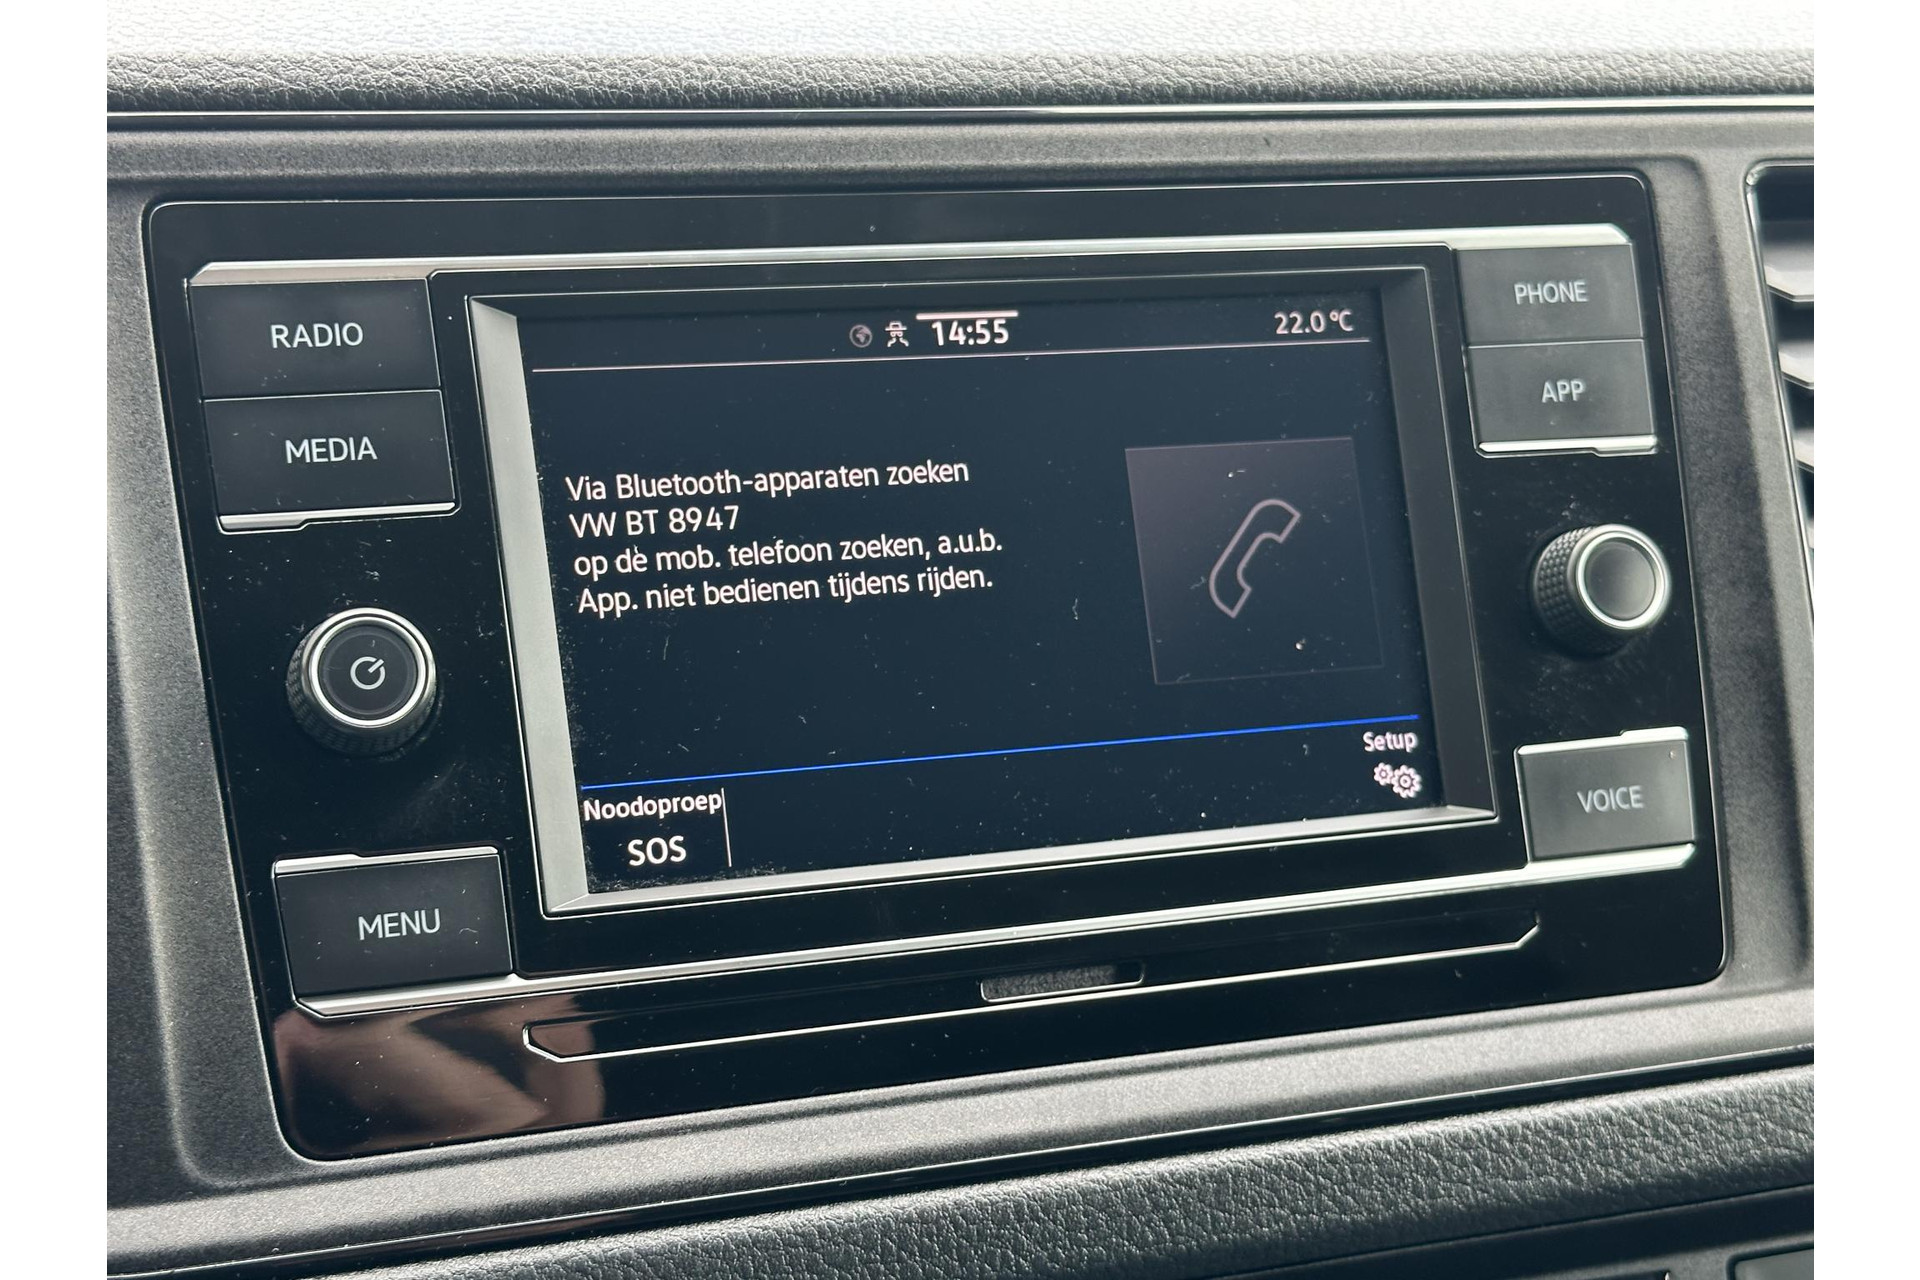 RADIO
MEDIA
MENU
14:55
22.0 °C
Via Bluetooth-apparaten zoeken
VW BT 8947
op de mob. telefoon zoeken, a.u.b.
App. niet bedienen tijdens rijden.
Setup
Noodoproep
SOS
PHONE
APP
VOICE